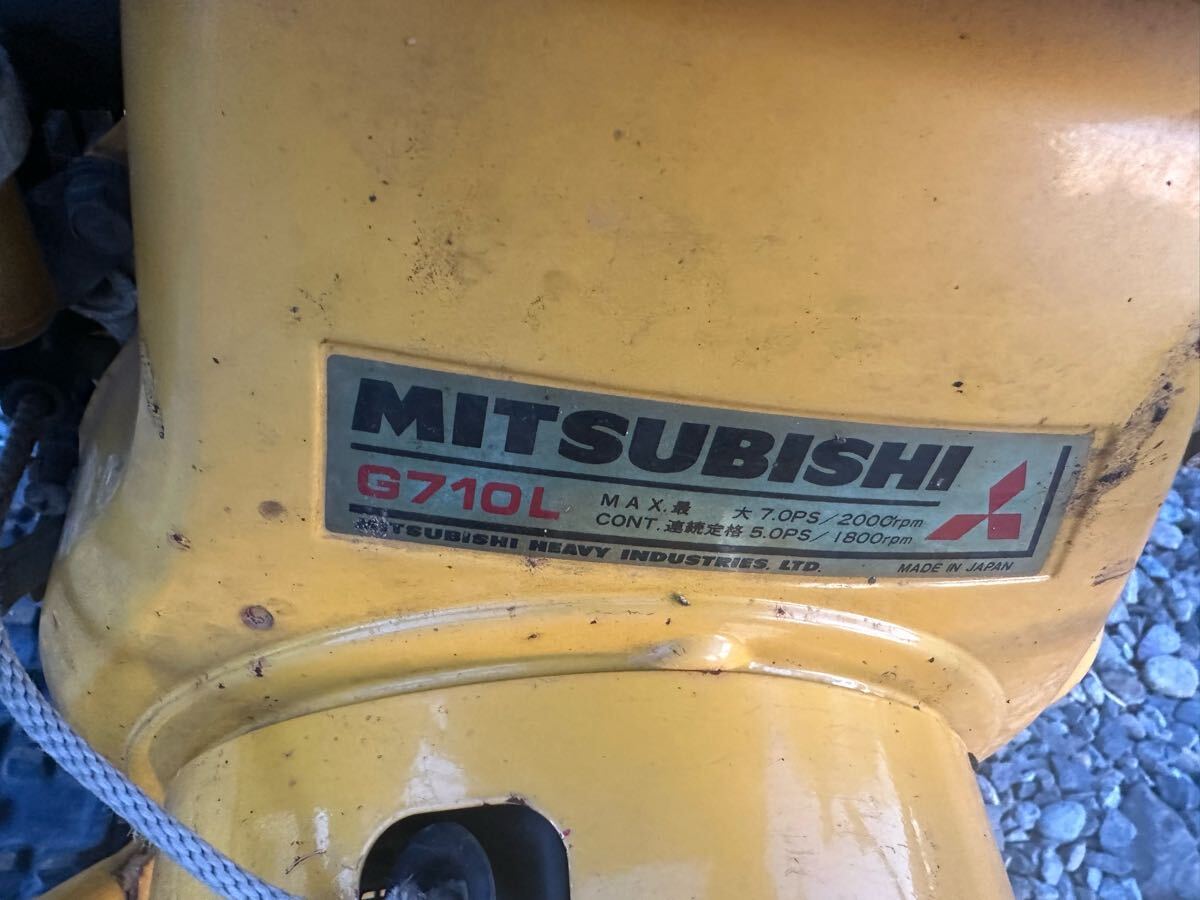 MITSUBISHI
G710L
MAX.最 大 7.0PS/2000rpm
CONT.連続定格 5.0PS/1800rpm
MITSUBISHI HEAVY INDUSTRIES, LTD.
MADE IN JAPAN